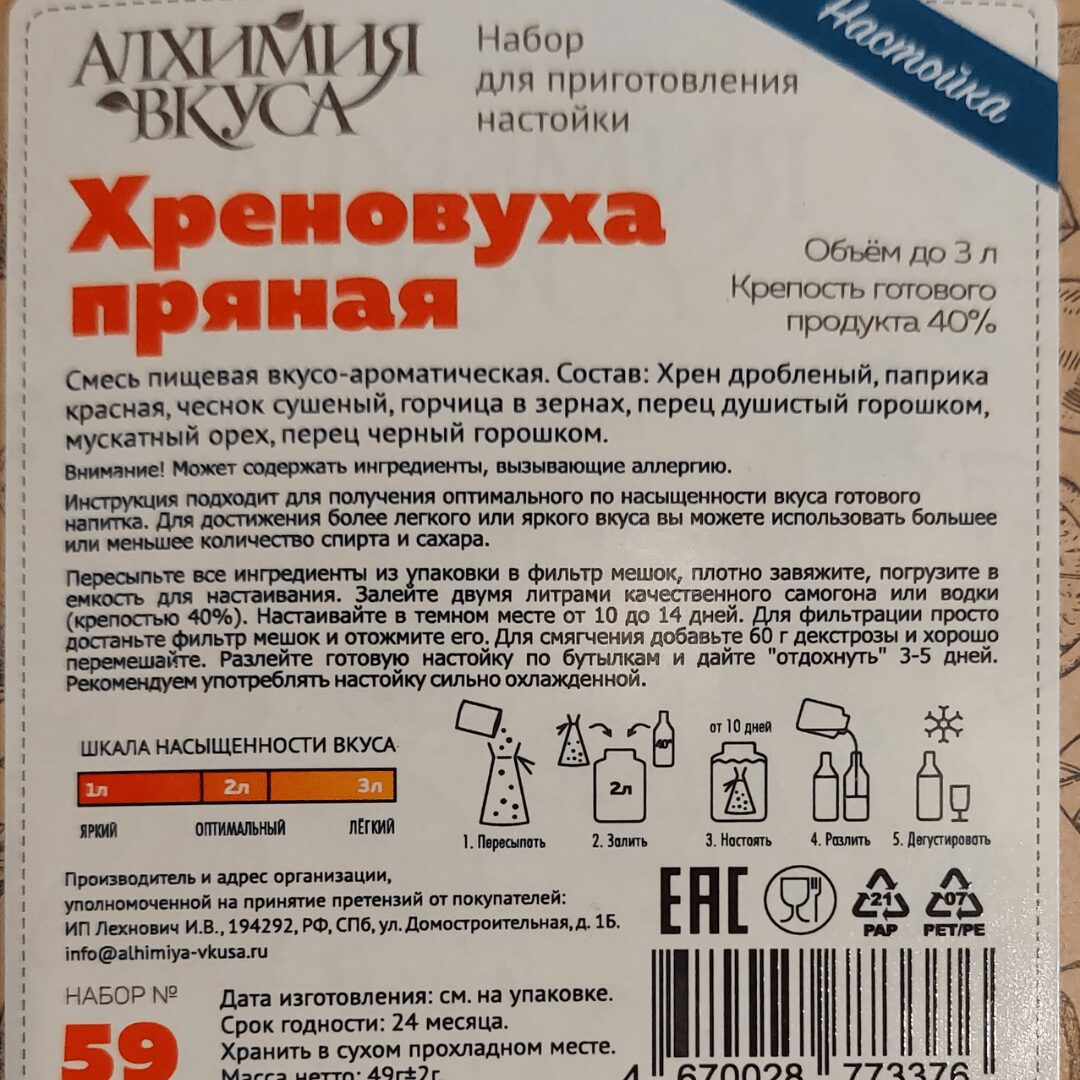 АЛХИМИЯ
ВКУСА
Набор
для приготовления
настойки
Настойка
Хреновуха
пряная
Объём до 3 л
Крепость готового
продукта 40%
Смесь пищевая вкусо-ароматическая. Состав: Хрен дробленый, паприка
красная, чеснок сушеный, горчица в зернах, перец душистый горошком,
мускатный орех, перец черный горошком.
Внимание! Может содержать ингредиенты, вызывающие аллергию.
Инструкция подходит для получения оптимального по насыщенности вкуса готового
напитка. Для достижения более легкого или яркого вкуса вы можете использовать большее
или меньшее количество спирта и сахара.
Пересыпьте все ингредиенты из упаковки в фильтр мешок, плотно завяжите, погрузите в
емкость для настаивания. Залейте двумя литрами качественного самогона или водки
(крепостью 40%). Настаивайте в темном месте от 10 до 14 дней. Для фильтрации просто
достаньте фильтр мешок и отожмите его. Для смягчения добавьте 60 г декстрозы и хорошо
перемешайте. Разлейте готовую настойку по бутылкам и дайте "отдохнуть" 3-5 дней.
Рекомендуем употреблять настойку сильно охлажденной.
ШКАЛА НАСЫЩЕННОСТИ ВКУСА
1л 2л 3л
ЯРКИЙ ОПТИМАЛЬНЫЙ ЛЁГКИЙ
40°
2л
от 10 дней
1. Пересыпать 2. Залить 3. Настоять 4. Разлить 5. Дегустировать
Производитель и адрес организации,
уполномоченной на принятие претензий от покупателей:
ИП Лехнович И.В., 194292, РФ, СПб, ул. Домостроительная, д. 1Б.
info@alhimiya-vkusa.ru
EAC
21
PAP
07
PET/PE
НАБОР №
59
Дата изготовления: см. на упаковке.
Срок годности: 24 месяца.
Хранить в сухом прохладном месте.
Масса нетто: 49г±2г
4 670028 773376